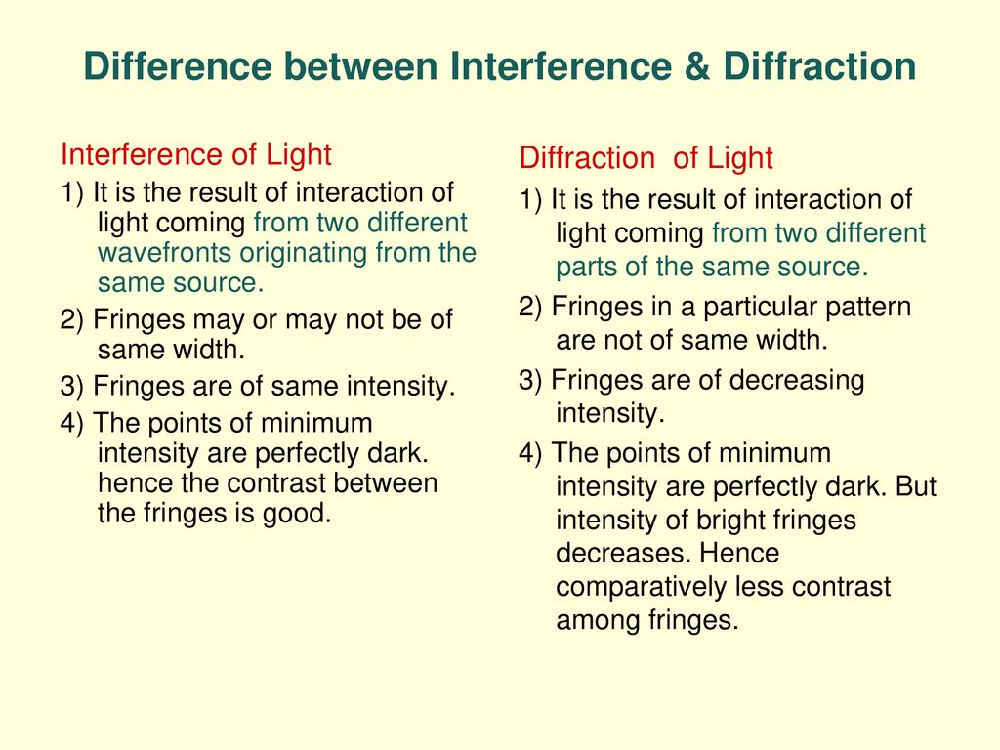 Difference between Interference & Diffraction
Interference of Light
1) It is the result of interaction of
light coming from two different
wavefronts originating from the
same source.
2) Fringes may or may not be of
same width.
3) Fringes are of same intensity.
4) The points of minimum
intensity are perfectly dark.
hence the contrast between
the fringes is good.
Diffraction  of Light
1) It is the result of interaction of
light coming from two different
parts of the same source.
2) Fringes in a particular pattern
are not of same width.
3) Fringes are of decreasing
intensity.
4) The points of minimum
intensity are perfectly dark. But
intensity of bright fringes
decreases. Hence
comparatively less contrast
among fringes.